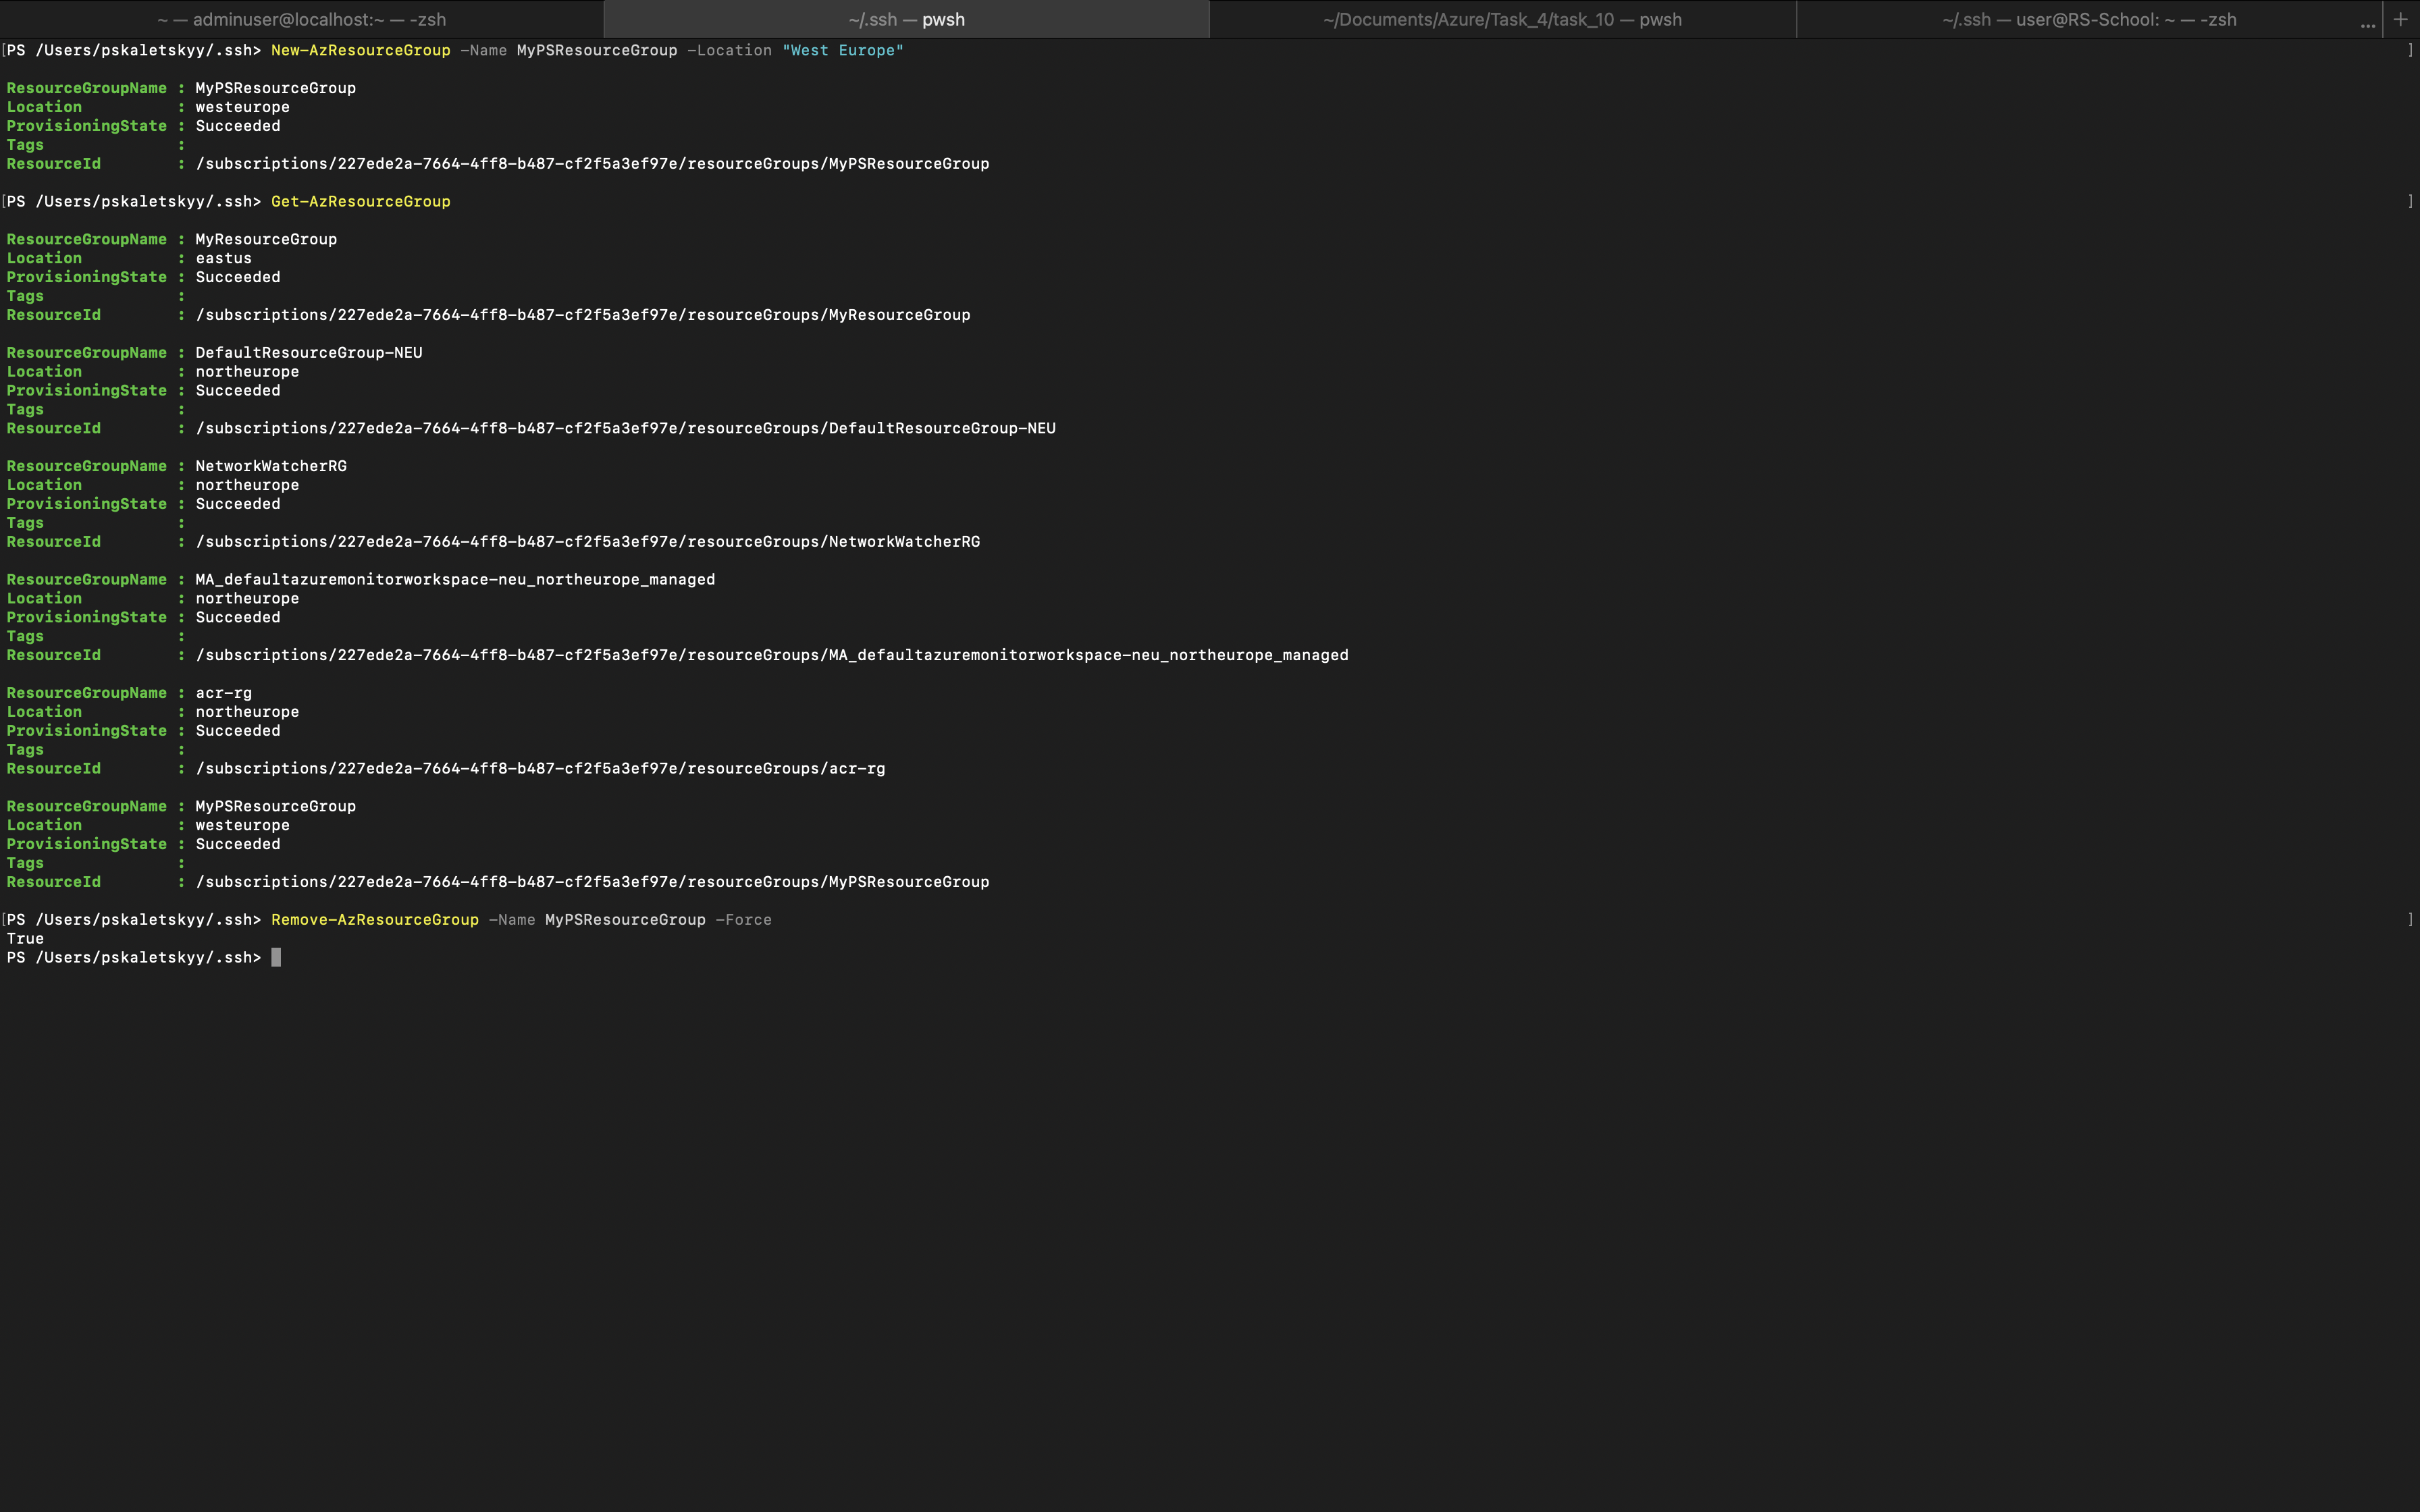 ~ — adminuser@localhost:~ — -zsh
~/.ssh — pwsh
~/Documents/Azure/Task_4/task_10 — pwsh
~/.ssh — user@RS-School: ~ — -zsh
... +
[PS /Users/pskaletskyy/.ssh> New-AzResourceGroup -Name MyPSResourceGroup -Location "West Europe" ]
ResourceGroupName : MyPSResourceGroup
Location : westeurope
ProvisioningState : Succeeded
Tags :
ResourceId : /subscriptions/227ede2a-7664-4ff8-b487-cf2f5a3ef97e/resourceGroups/MyPSResourceGroup
[PS /Users/pskaletskyy/.ssh> Get-AzResourceGroup ]
ResourceGroupName : MyResourceGroup
Location : eastus
ProvisioningState : Succeeded
Tags :
ResourceId : /subscriptions/227ede2a-7664-4ff8-b487-cf2f5a3ef97e/resourceGroups/MyResourceGroup
ResourceGroupName : DefaultResourceGroup-NEU
Location : northeurope
ProvisioningState : Succeeded
Tags :
ResourceId : /subscriptions/227ede2a-7664-4ff8-b487-cf2f5a3ef97e/resourceGroups/DefaultResourceGroup-NEU
ResourceGroupName : NetworkWatcherRG
Location : northeurope
ProvisioningState : Succeeded
Tags :
ResourceId : /subscriptions/227ede2a-7664-4ff8-b487-cf2f5a3ef97e/resourceGroups/NetworkWatcherRG
ResourceGroupName : MA_defaultazuremonitorworkspace-neu_northeurope_managed
Location : northeurope
ProvisioningState : Succeeded
Tags :
ResourceId : /subscriptions/227ede2a-7664-4ff8-b487-cf2f5a3ef97e/resourceGroups/MA_defaultazuremonitorworkspace-neu_northeurope_managed
ResourceGroupName : acr-rg
Location : northeurope
ProvisioningState : Succeeded
Tags :
ResourceId : /subscriptions/227ede2a-7664-4ff8-b487-cf2f5a3ef97e/resourceGroups/acr-rg
ResourceGroupName : MyPSResourceGroup
Location : westeurope
ProvisioningState : Succeeded
Tags :
ResourceId : /subscriptions/227ede2a-7664-4ff8-b487-cf2f5a3ef97e/resourceGroups/MyPSResourceGroup
[PS /Users/pskaletskyy/.ssh> Remove-AzResourceGroup -Name MyPSResourceGroup -Force ]
True
PS /Users/pskaletskyy/.ssh>